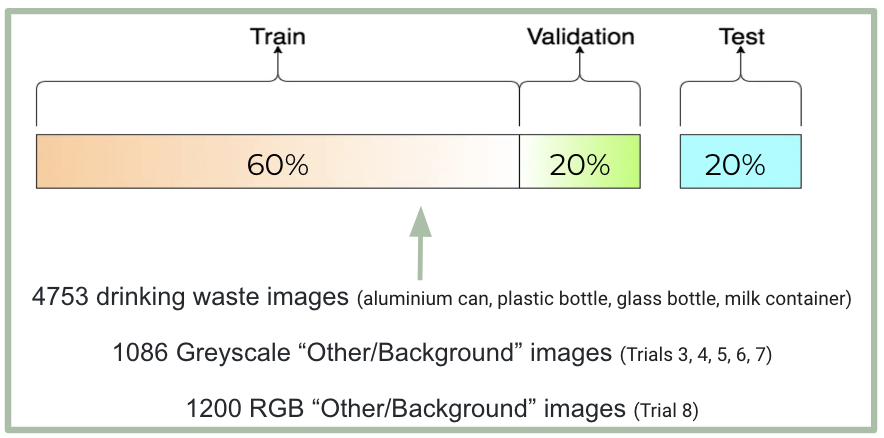 Train Validation Test
60% 20% 20%
4753 drinking waste images (aluminium can, plastic bottle, glass bottle, milk container)
1086 Greyscale “Other/Background” images (Trials 3, 4, 5, 6, 7)
1200 RGB “Other/Background” images (Trial 8)